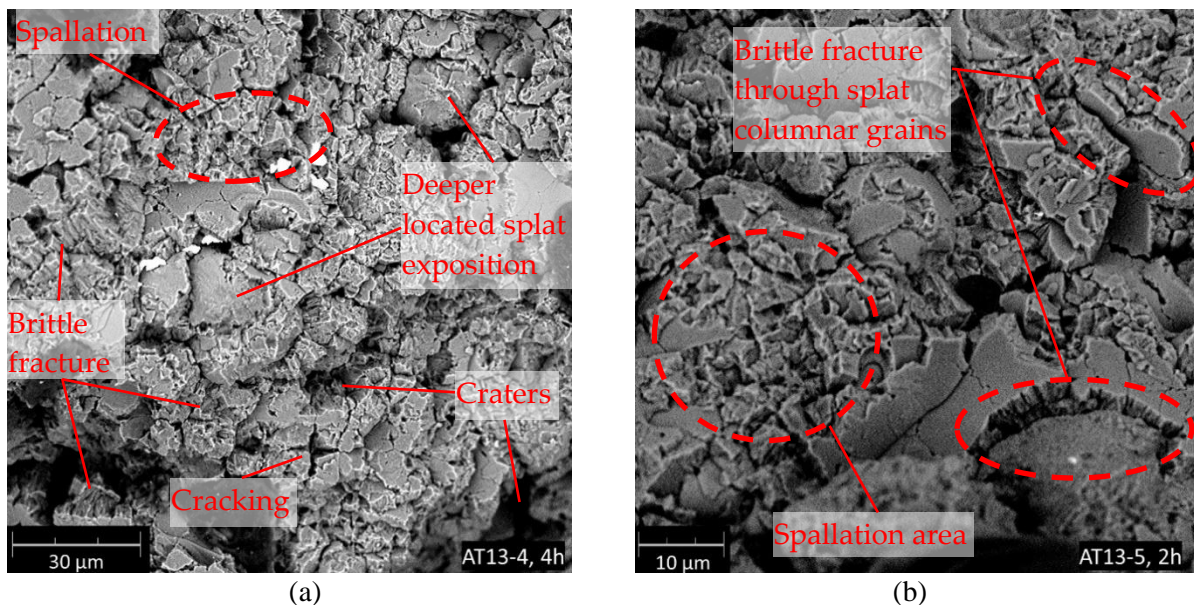 Spallation
Deeper
located splat
exposition
Brittle
fracture
Craters
Cracking
30 µm
AT13-4, 4h
(a)
Brittle fracture
through splat
columnar grains
Spallation area
10 µm
AT13-5, 2h
(b)